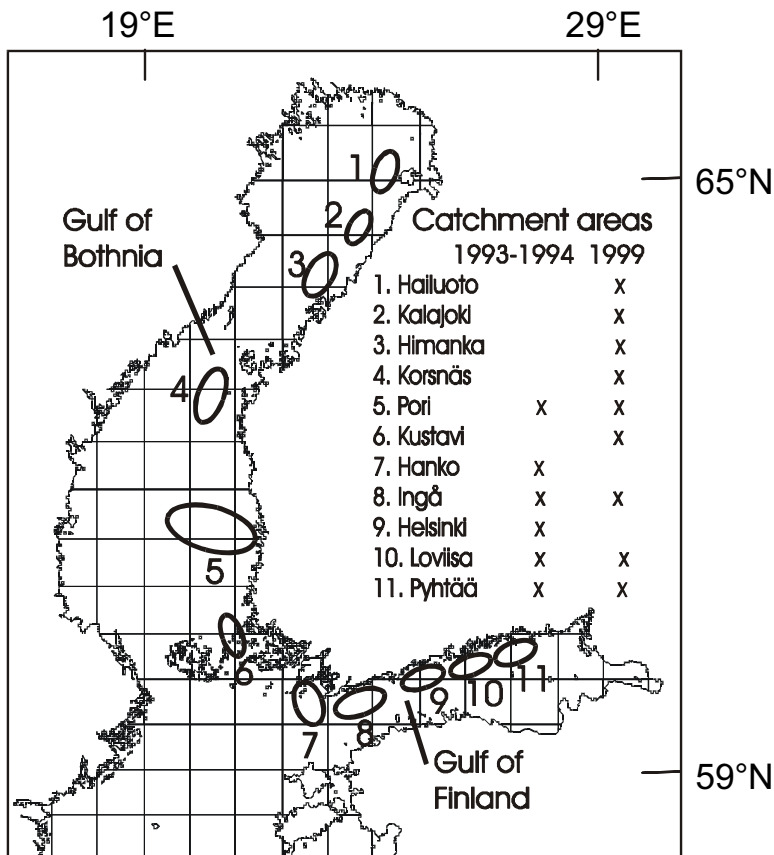 19°E 29°E
65°N
59°N
Gulf of
Bothnia
Catchment areas
1993-1994 1999
1. Hailuoto x
2. Kalajoki x
3. Himanka x
4. Korsnäs x
5. Pori x x
6. Kustavi x
7. Hanko x
8. Ingå x x
9. Helsinki x
10. Loviisa x x
11. Pyhtää x x
1
2
3
4
5
6
7
8
9
10
11
Gulf of
Finland